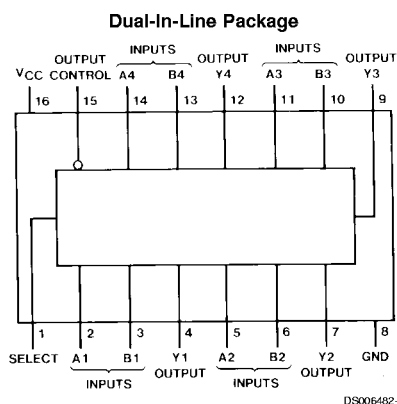 Dual-In-Line Package
INPUTS INPUTS
OUTPUT OUTPUT OUTPUT
VCC CONTROL A4 B4 Y4 A3 B3 Y3
16 15 14 13 12 11 10 9
1 2 3 4 5 6 7 8
SELECT A1 B1 Y1 A2 B2 Y2 GND
INPUTS OUTPUT INPUTS OUTPUT
DS006482-